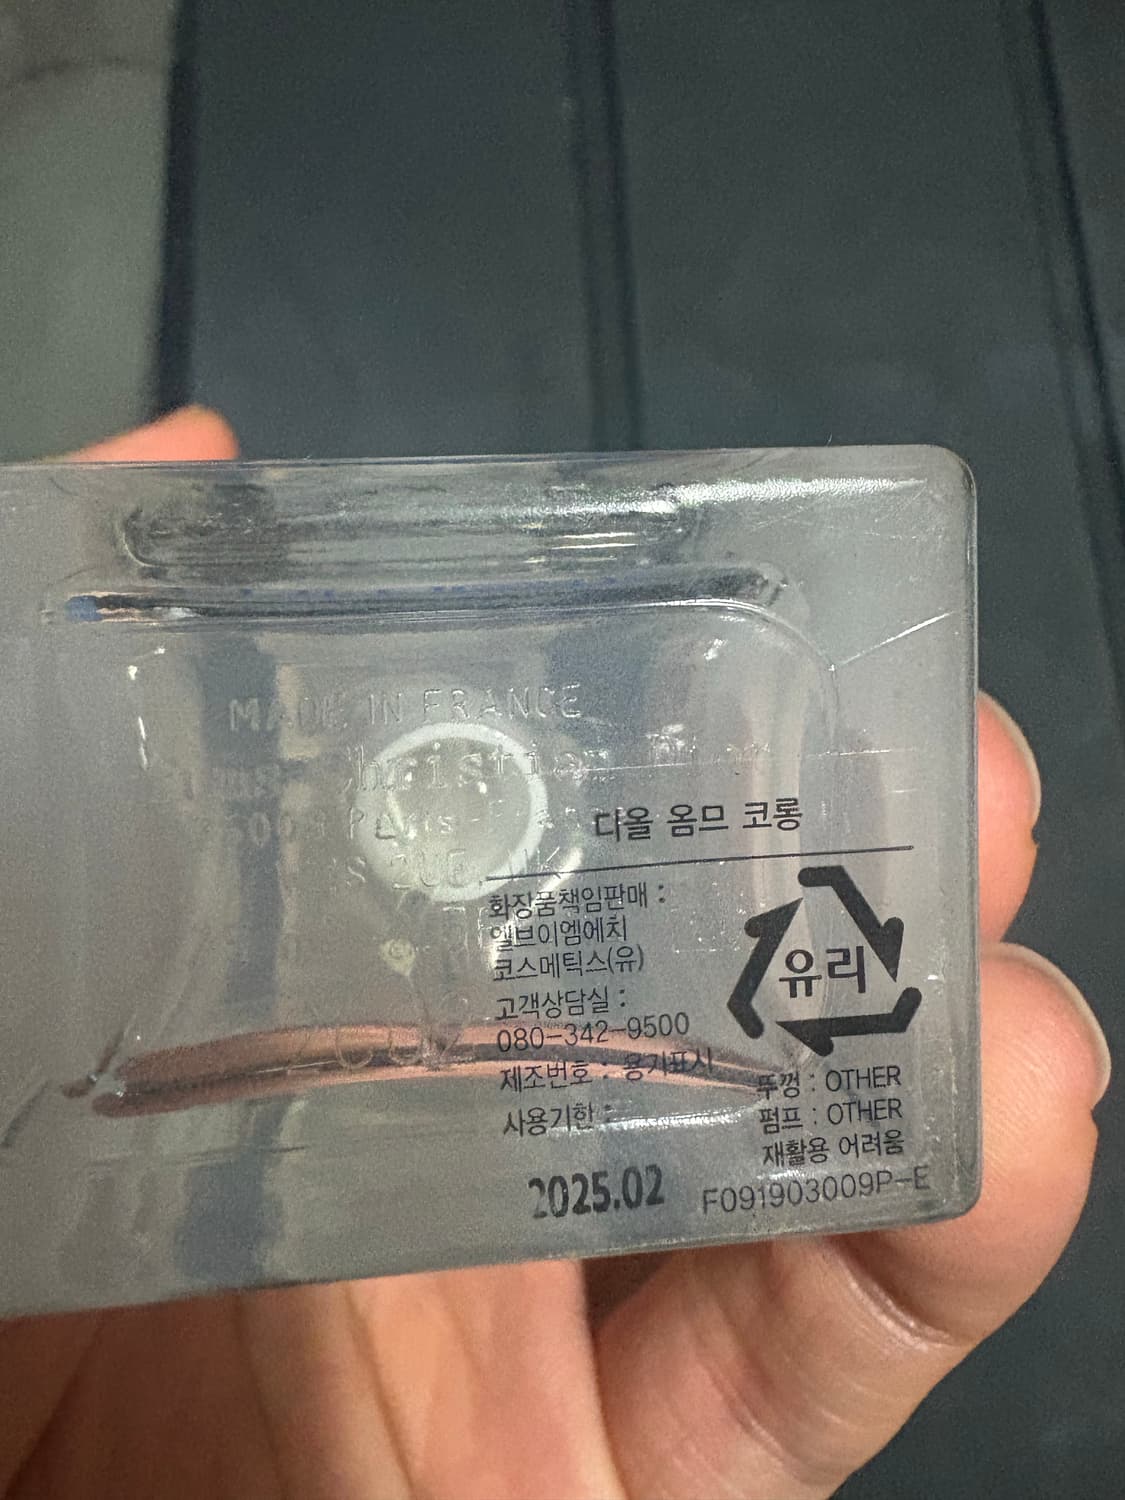 MADE IN FRANCE
Christian Dior
Paris
디올 옴므 코롱
화장품책임판매 :
엘브이엠에치
코스메틱스(유)
고객상담실 :
080-342-9500
제조번호 : 용기표시
사용기한 :
2025.02
유리
뚜껑 : OTHER
펌프 : OTHER
재활용 어려움
F091903009P-E